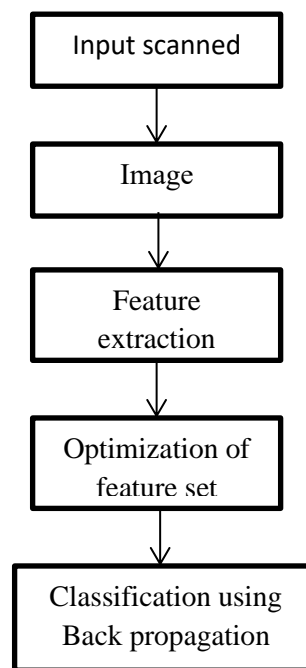 Input scanned
Image
Feature
extraction
Optimization of
feature set
Classification using
Back propagation